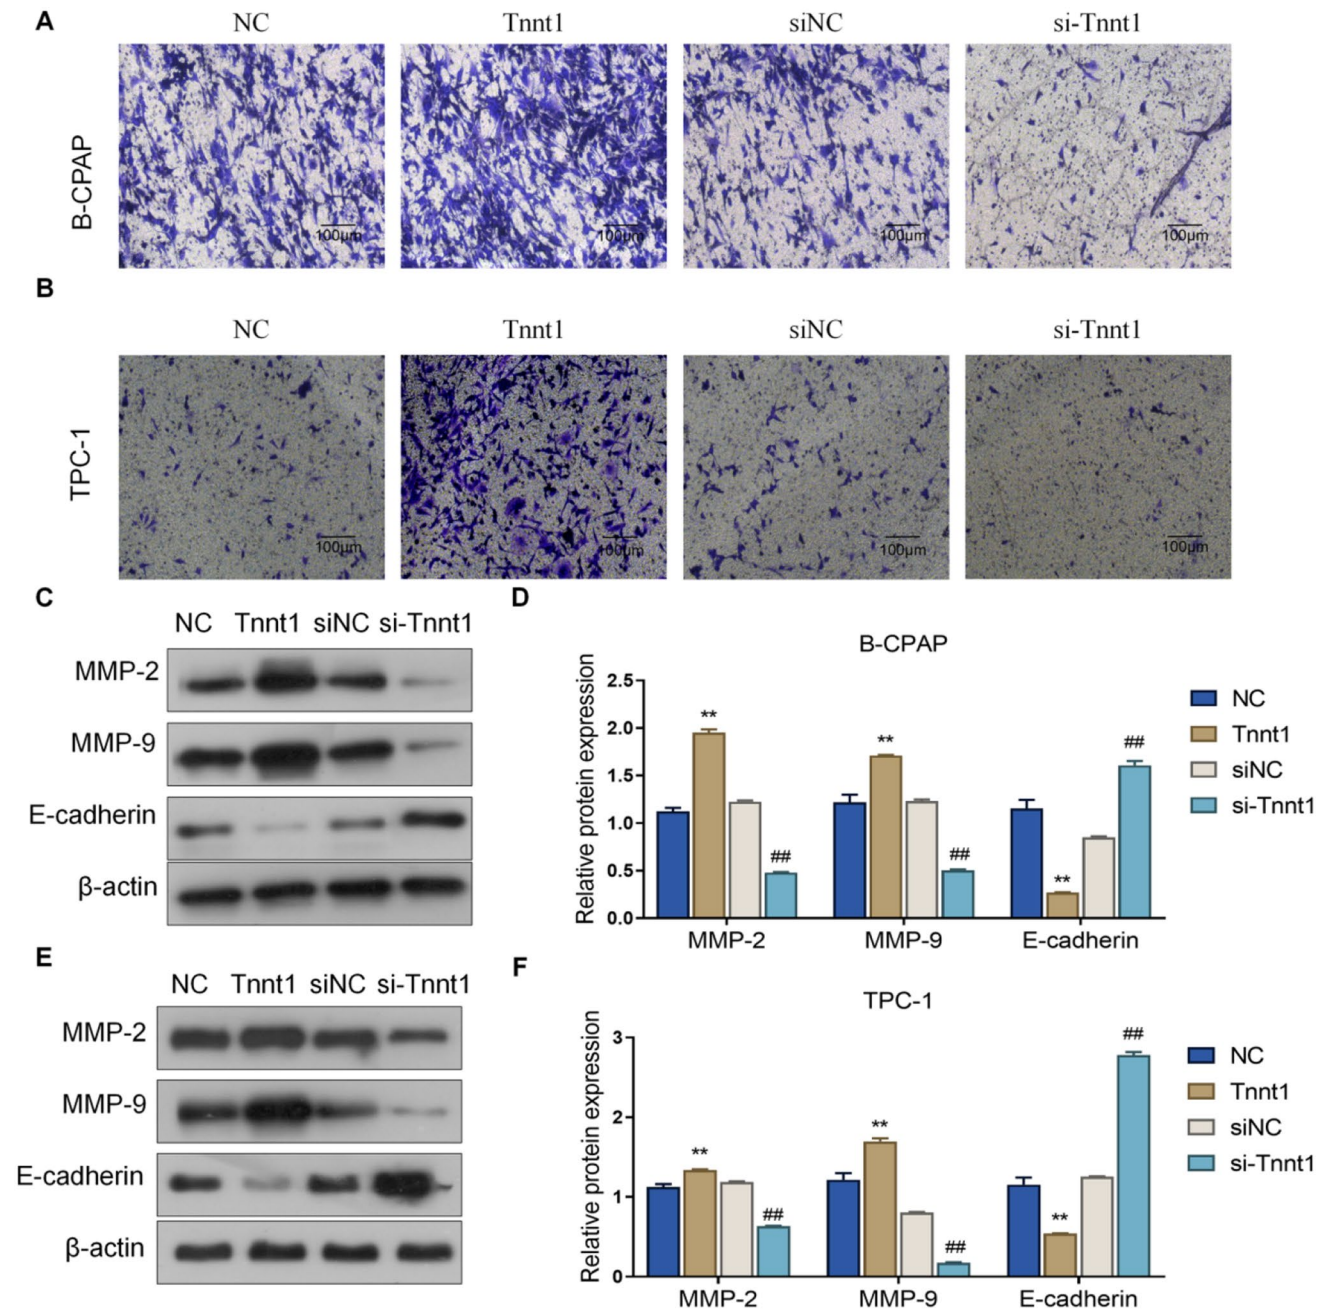 A
NC Tnnt1 siNC si-Tnnt1
B-CPAP
100μm 100μm 100μm 100μm
B
NC Tnnt1 siNC si-Tnnt1
TPC-1
100μm 100μm 100μm 100μm
C
NC Tnnt1 siNC si-Tnnt1
MMP-2
MMP-9
E-cadherin
β-actin
D
B-CPAP
Relative protein expression
2.5
2.0
1.5
1.0
0.5
0.0
** ## ** ## ** ##
MMP-2 MMP-9 E-cadherin
NC
Tnnt1
siNC
si-Tnnt1
E
NC Tnnt1 siNC si-Tnnt1
MMP-2
MMP-9
E-cadherin
β-actin
F
TPC-1
Relative protein expression
3
2
1
0
** ## ** ## ** ##
MMP-2 MMP-9 E-cadherin
NC
Tnnt1
siNC
si-Tnnt1